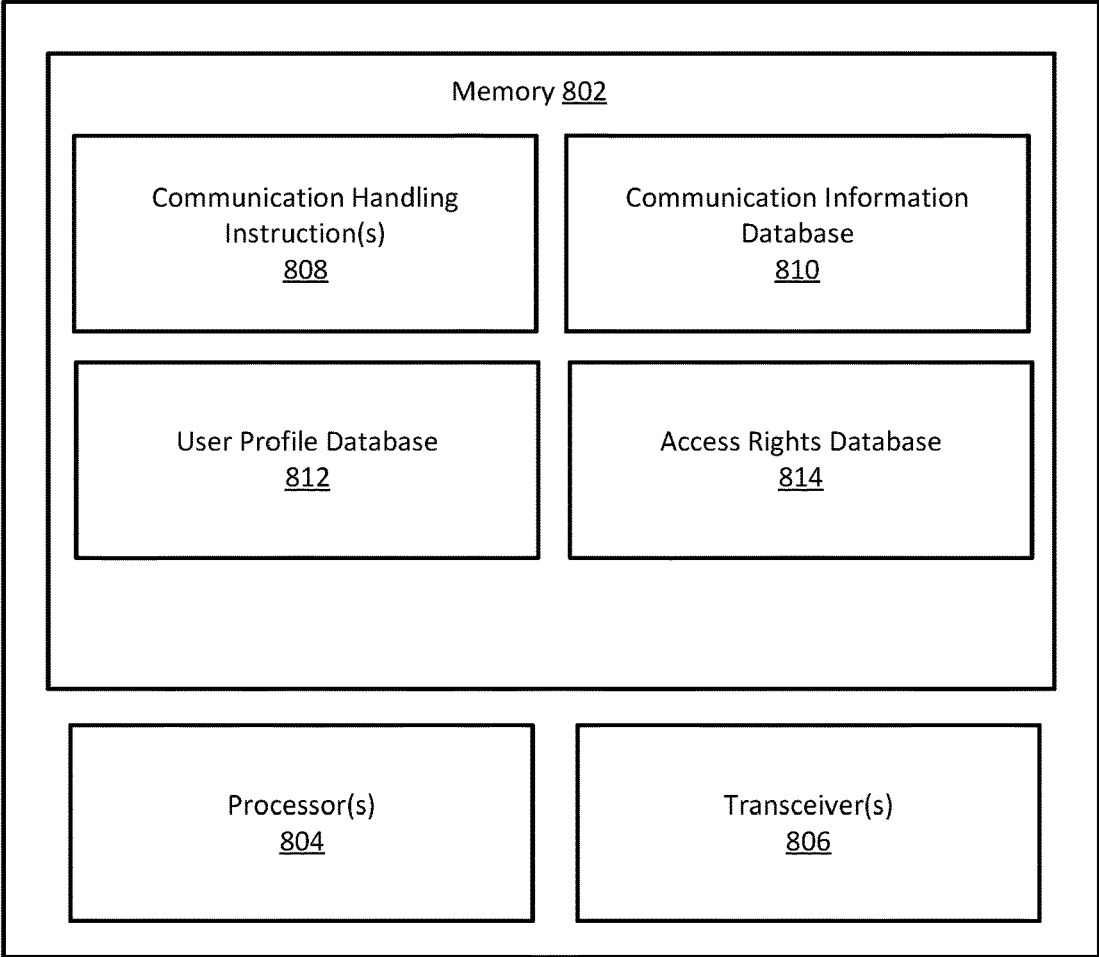 Memory 802
Communication Handling
Instruction(s)
808
Communication Information
Database
810
User Profile Database
812
Access Rights Database
814
Processor(s)
804
Transceiver(s)
806